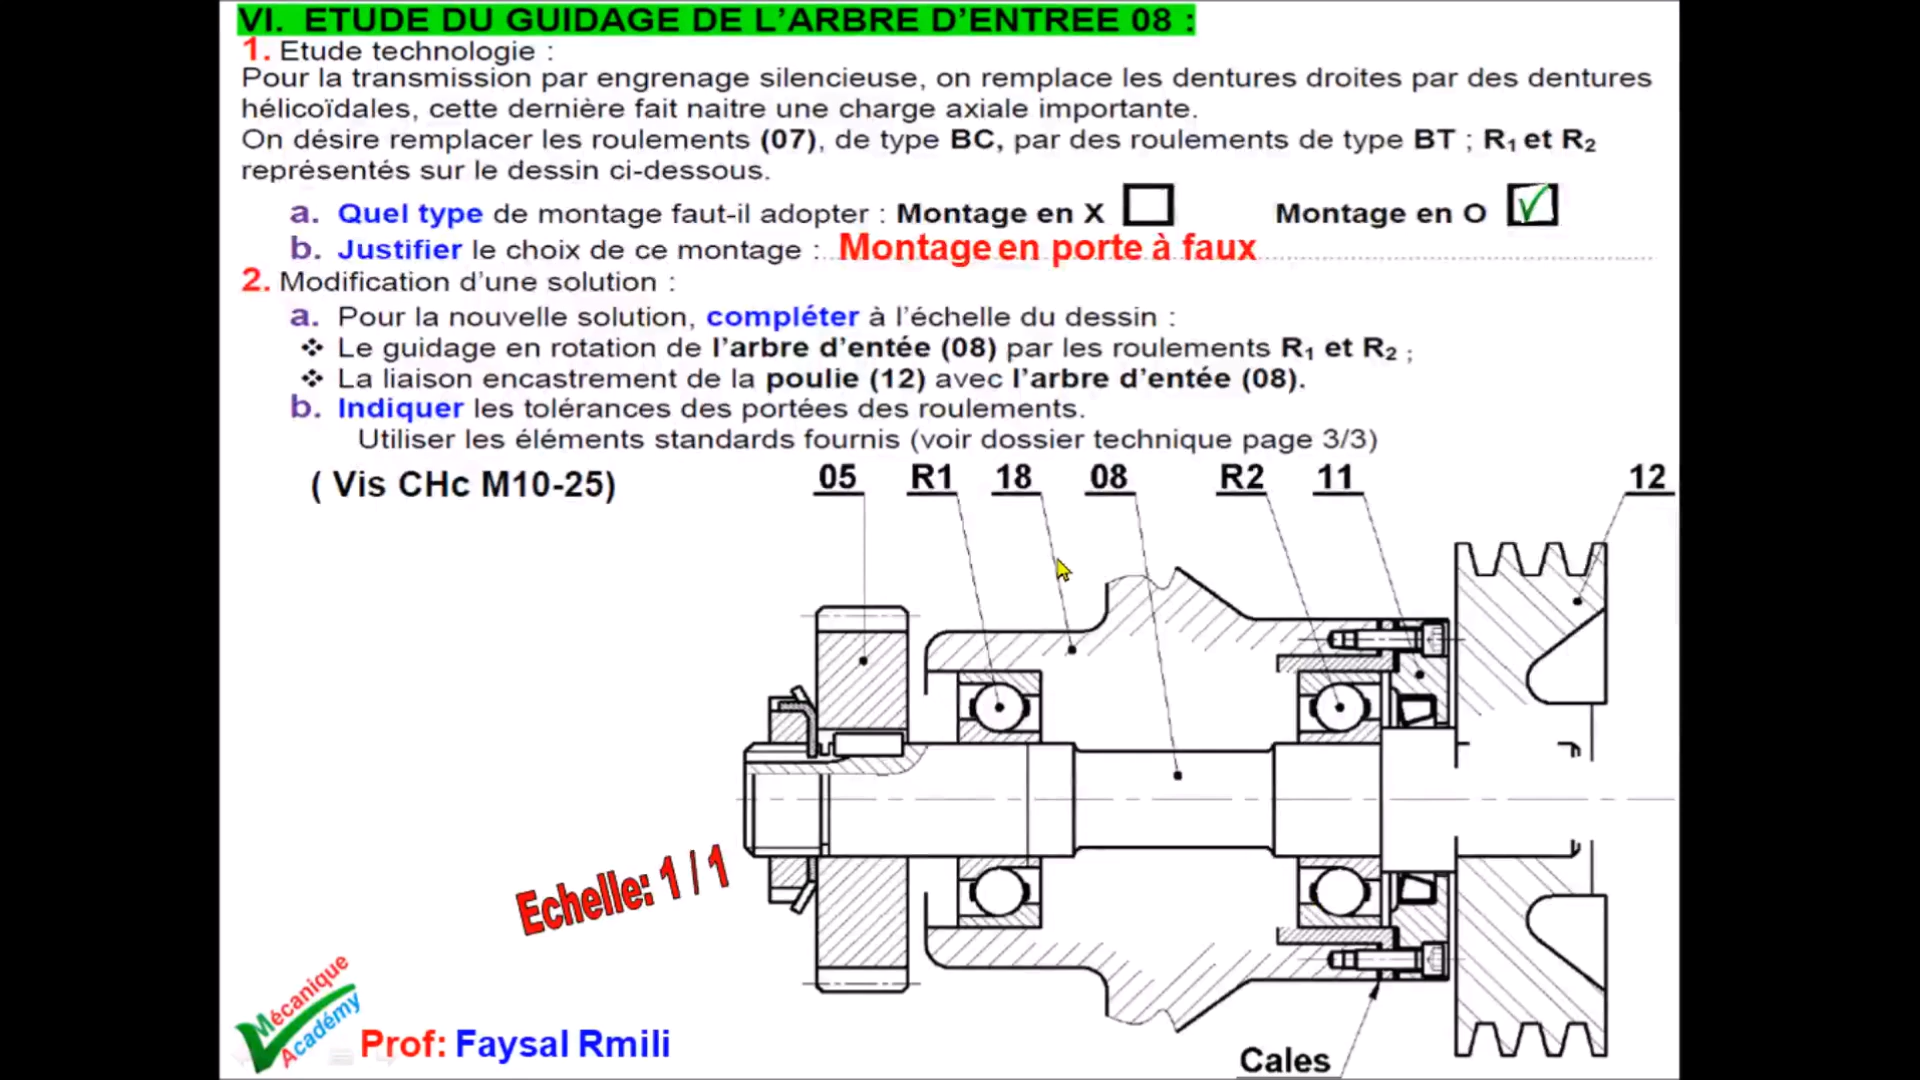 VI. ETUDE DU GUIDAGE DE L'ARBRE D'ENTREE 08 :
1. Etude technologie :
Pour la transmission par engrenage silencieuse, on remplace les dentures droites par des dentures
hélicoïdales, cette dernière fait naitre une charge axiale importante.
On désire remplacer les roulements (07), de type BC, par des roulements de type BT ; R1 et R2
représentés sur le dessin ci-dessous.
a. Quel type de montage faut-il adopter : Montage en X Montage en O ✓
b. Justifier le choix de ce montage : Montage en porte à faux
2. Modification d'une solution :
a. Pour la nouvelle solution, compléter à l'échelle du dessin :
❖ Le guidage en rotation de l'arbre d'entée (08) par les roulements R1 et R2 ;
❖ La liaison encastrement de la poulie (12) avec l'arbre d'entée (08).
b. Indiquer les tolérances des portées des roulements.
Utiliser les éléments standards fournis (voir dossier technique page 3/3)
( Vis CHc M10-25)
05 R1 18 08 R2 11 12
Echelle: 1 / 1
Mécanique
Académy
Prof: Faysal Rmili
Cales